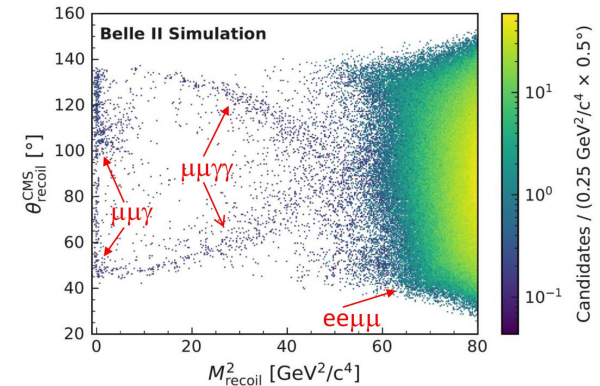 Belle II Simulation
160
140
120
100
80
60
40
20
θ^CMS_recoil [°]
μμγ
μμγγ
eeμμ
0 20 40 60 80
M²_recoil [GeV²/c⁴]
10¹
10⁰
10⁻¹
Candidates / (0.25 GeV²/c⁴ × 0.5°)